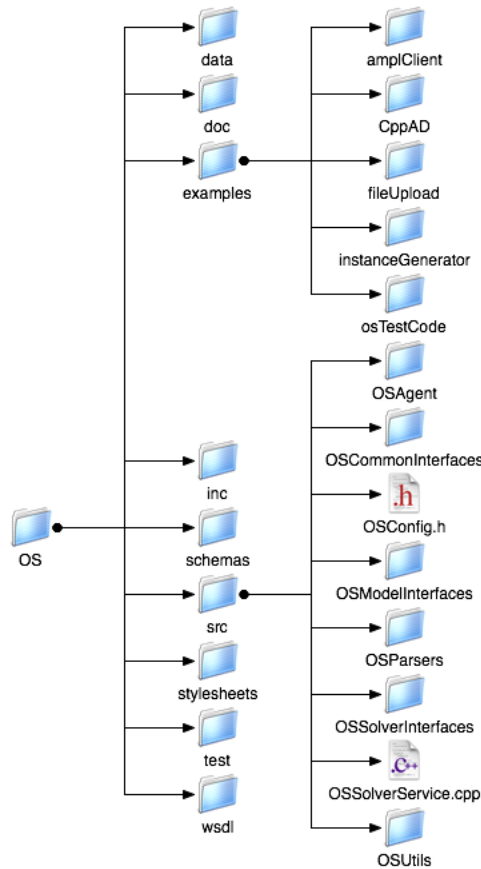 data
amplClient
doc
CppAD
examples
fileUpload
instanceGenerator
osTestCode
OSAgent
inc
OSCommonInterfaces
.h
OS
schemas
OSConfig.h
src
OSModelInterfaces
stylesheets
OSParsers
OSSolverInterfaces
test
.C++
OSSolverService.cpp
wsdl
OSUtils